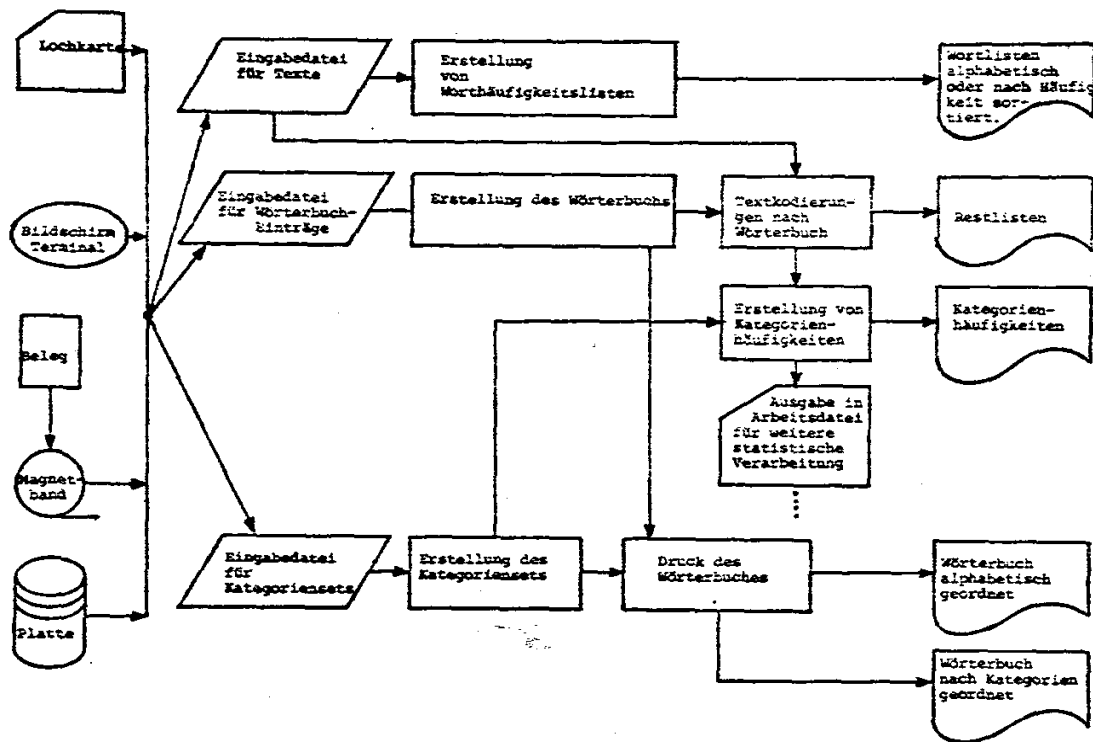 Lochkarte
Eingabedatei
für Texte
Erstellung
von
Worthäufigkeitslisten
Wortlisten
alphabetisch
oder nach Häufig
keit sor-
tiert.
Bildschirm
Terminal
Eingabedatei
für Wörterbuch-
Einträge
Erstellung des Wörterbuchs
Textkodierun-
gen nach
Wörterbuch
Restlisten
Beleg
Erstellung von
Kategorien-
häufigkeiten
Kategorien-
häufigkeiten
Ausgabe in
Arbeitsdatei
für weitere
statistische
Verarbeitung
Magnet-
band
Eingabedatei
für
Kategoriensets
Erstellung des
Kategoriensets
Druck des
Wörterbuches
Wörterbuch
alphabetisch
geordnet
Platte
Wörterbuch
nach Kategorien
geordnet